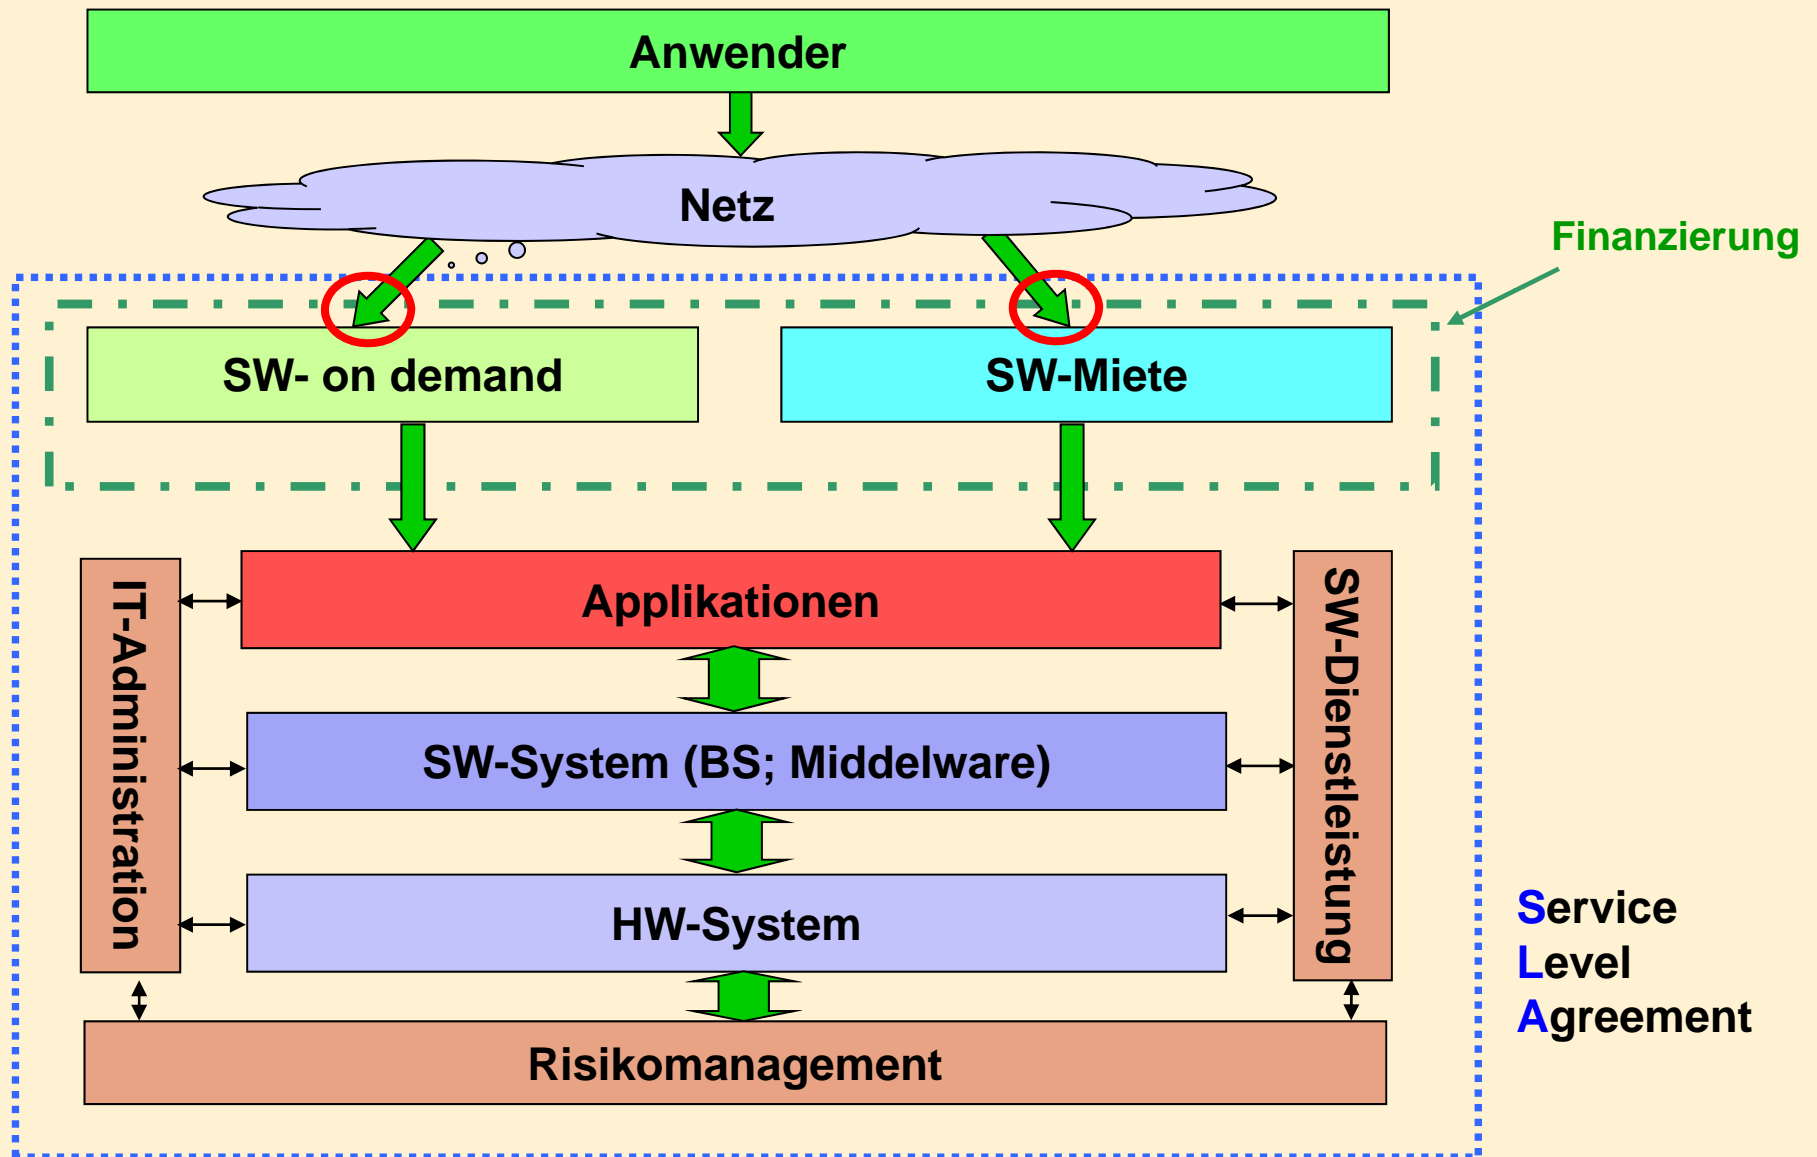 Anwender
Netz
Finanzierung
SW- on demand
SW-Miete
IT-Administration
Applikationen
SW-Dienstleistung
SW-System (BS; Middelware)
HW-System
Service
Level
Agreement
Risikomanagement